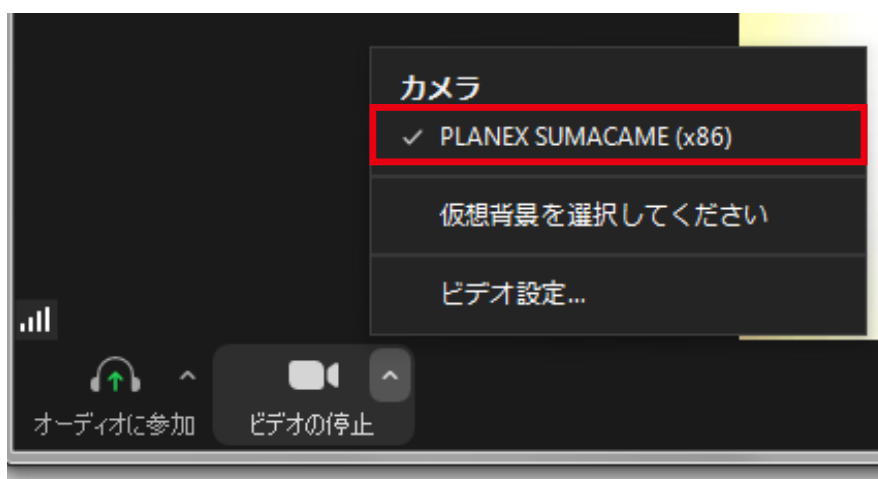 カメラ
PLANEX SUMACAME (x86)
仮想背景を選択してください
ビデオ設定...
オーディオに参加
ビデオの停止